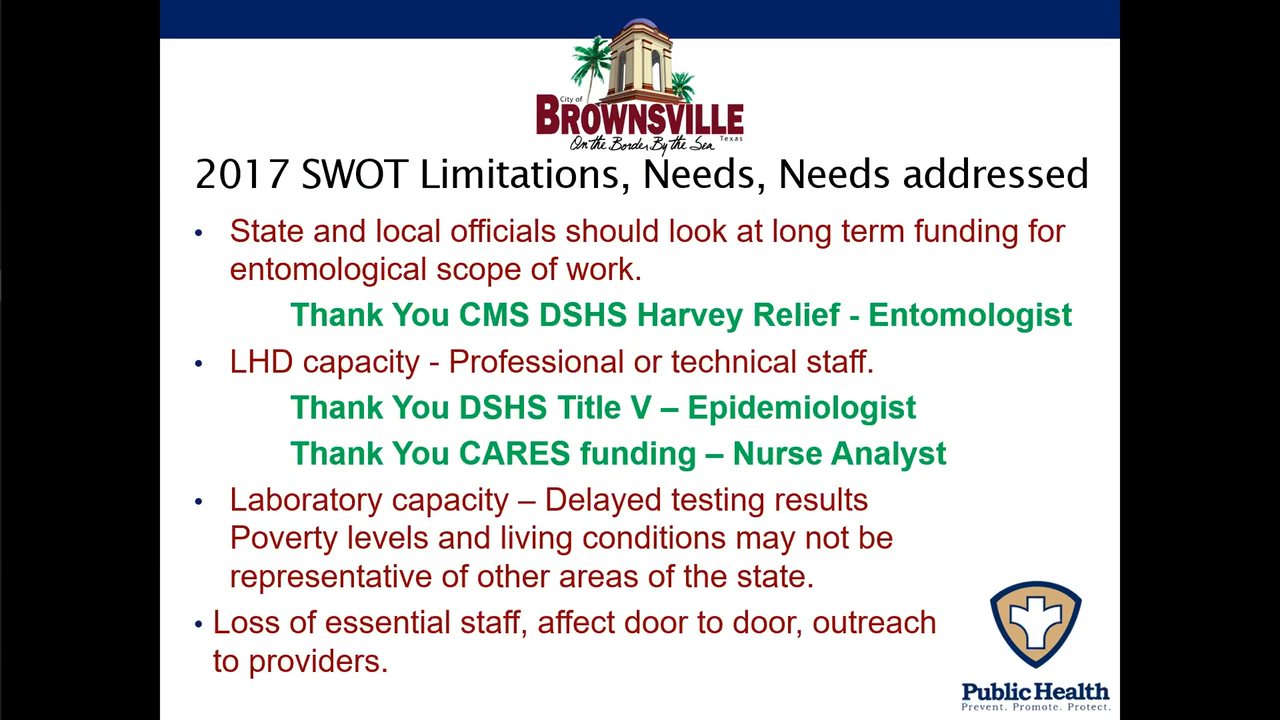 City of
BROWNSVILLE
Texas
On the Border By the Sea
2017 SWOT Limitations, Needs, Needs addressed
• State and local officials should look at long term funding for
entomological scope of work.
Thank You CMS DSHS Harvey Relief - Entomologist
• LHD capacity - Professional or technical staff.
Thank You DSHS Title V – Epidemiologist
Thank You CARES funding – Nurse Analyst
• Laboratory capacity – Delayed testing results
Poverty levels and living conditions may not be
representative of other areas of the state.
• Loss of essential staff, affect door to door, outreach
to providers.
Public Health
Prevent. Promote. Protect.